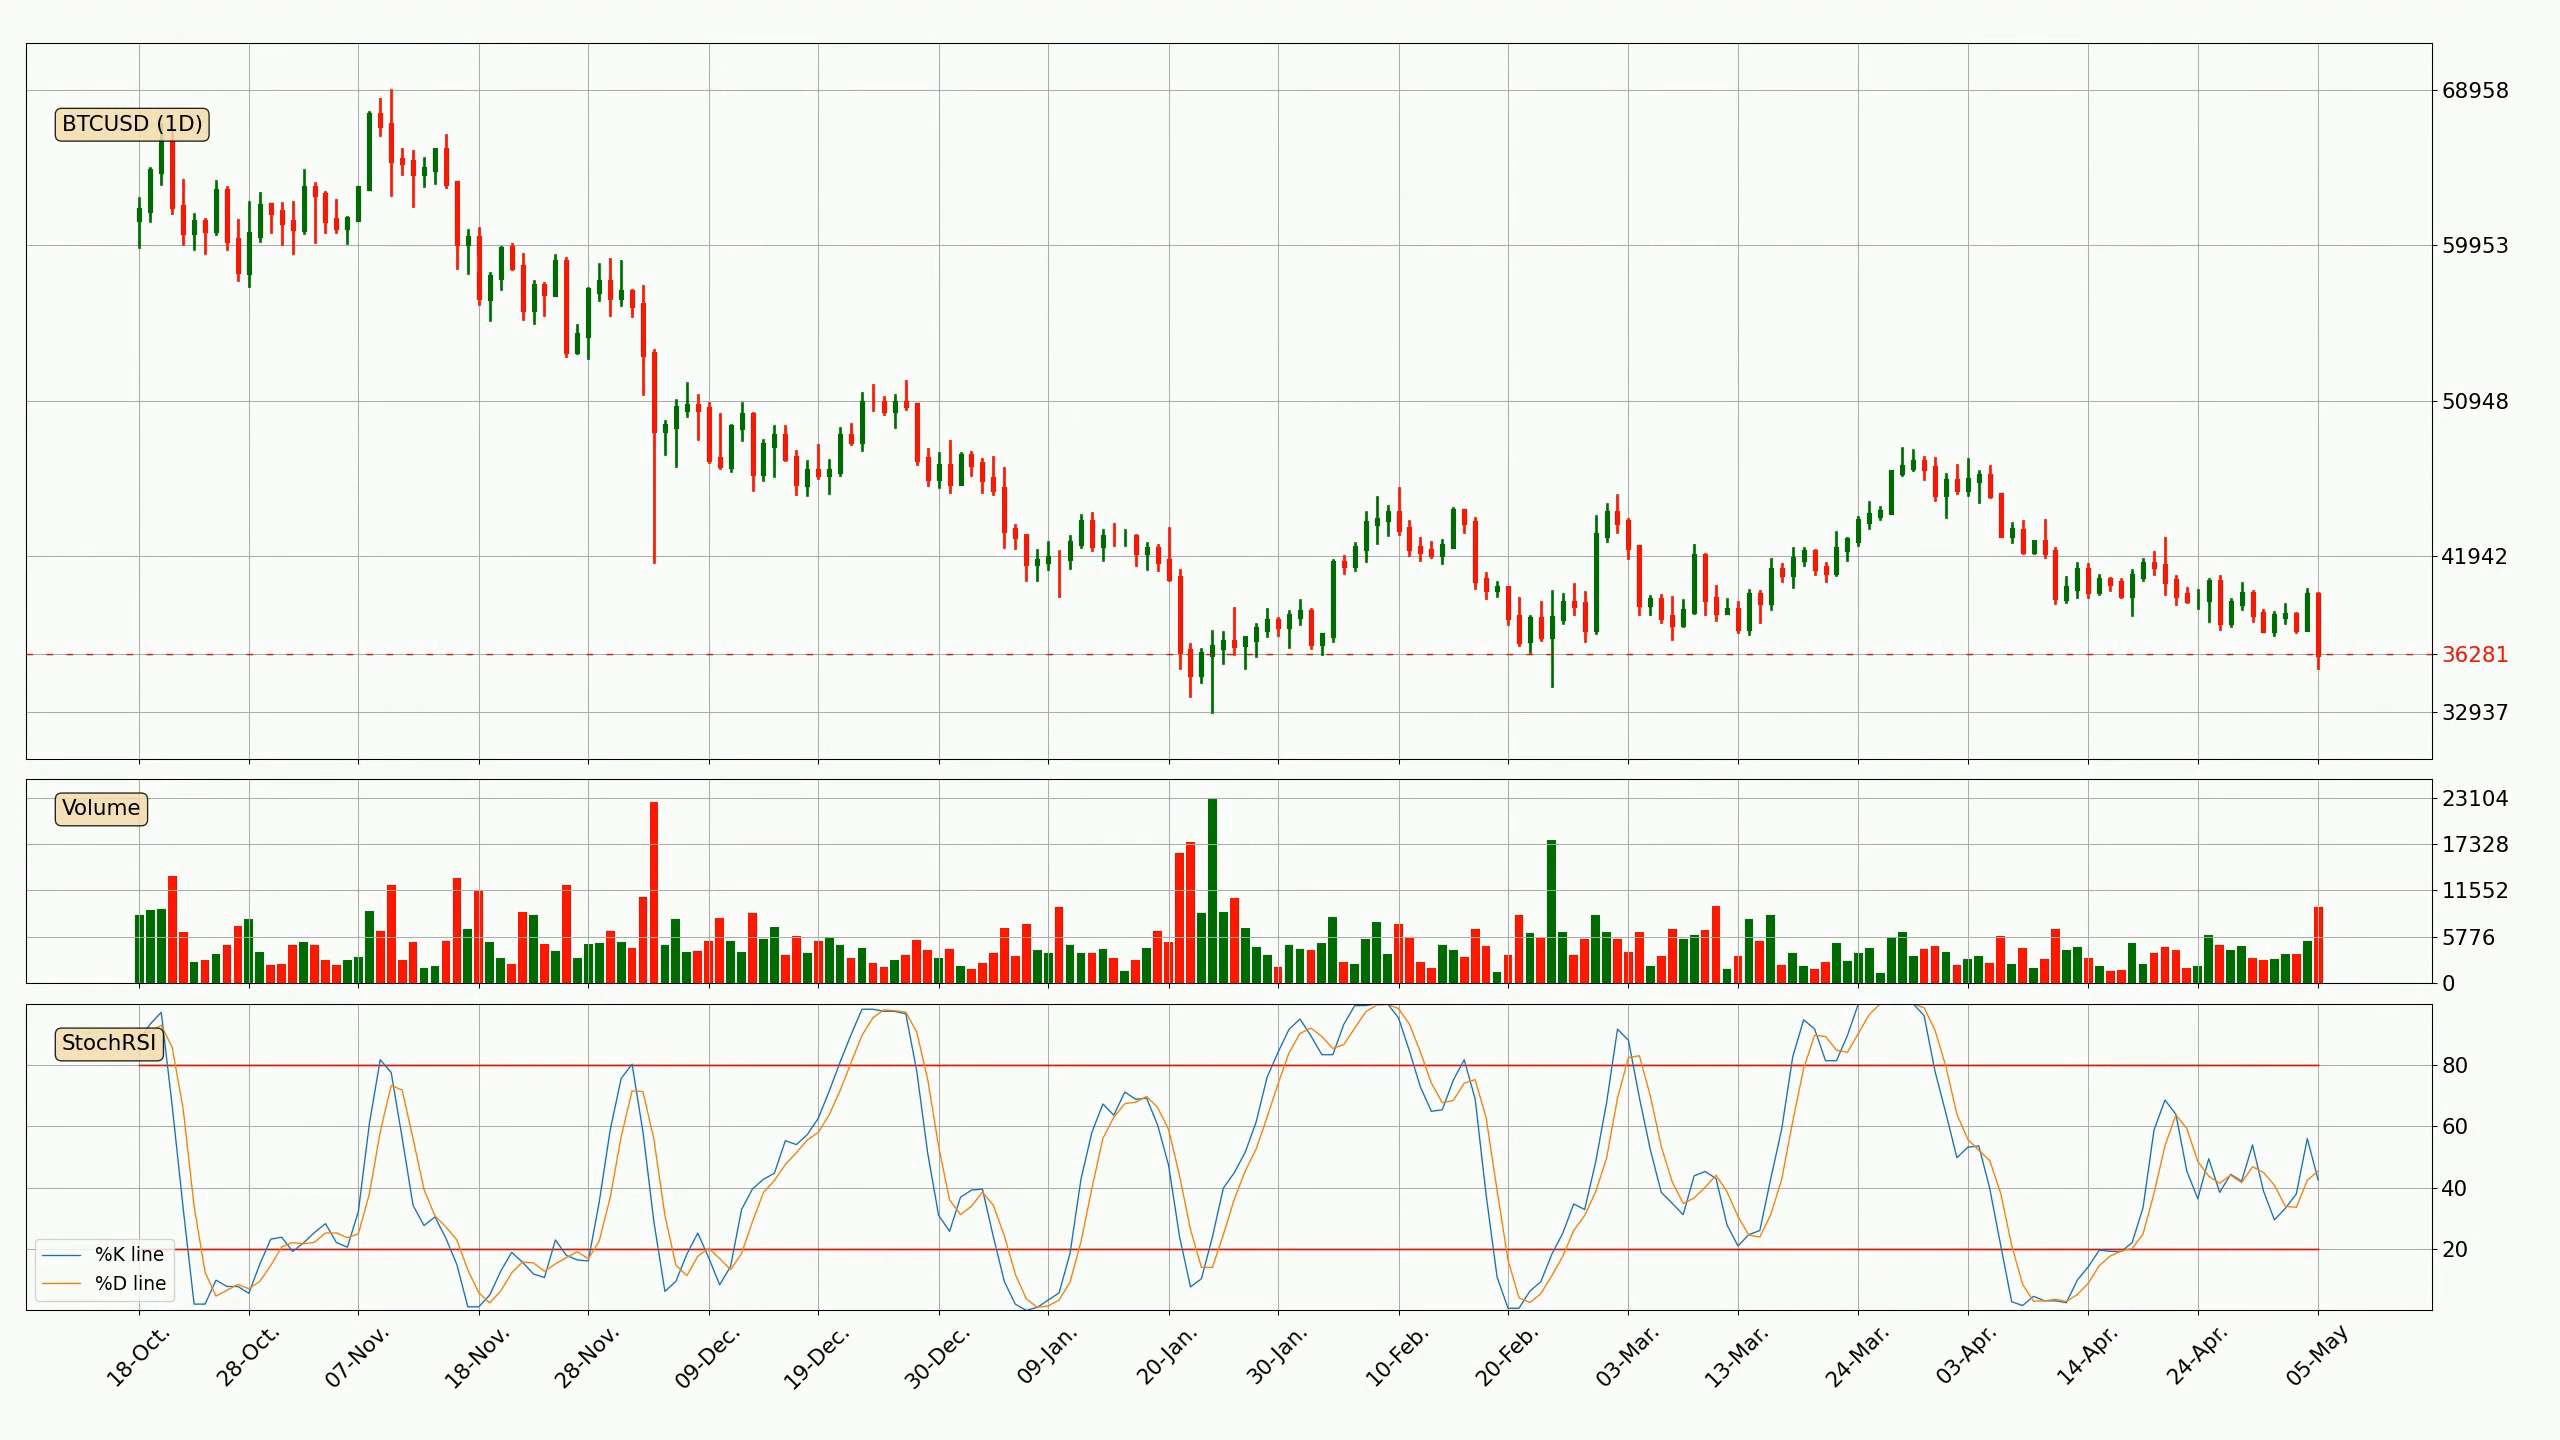 BTCUSD (1D)
68958
59953
50948
41942
36281
32937
Volume
23104
17328
11552
5776
0
StochRSI
80
60
40
20
%K line
%D line
18-Oct.
28-Oct.
07-Nov.
18-Nov.
28-Nov.
09-Dec.
19-Dec.
30-Dec.
09-Jan.
20-Jan.
30-Jan.
10-Feb.
20-Feb.
03-Mar.
13-Mar.
24-Mar.
03-Apr.
14-Apr.
24-Apr.
05-May